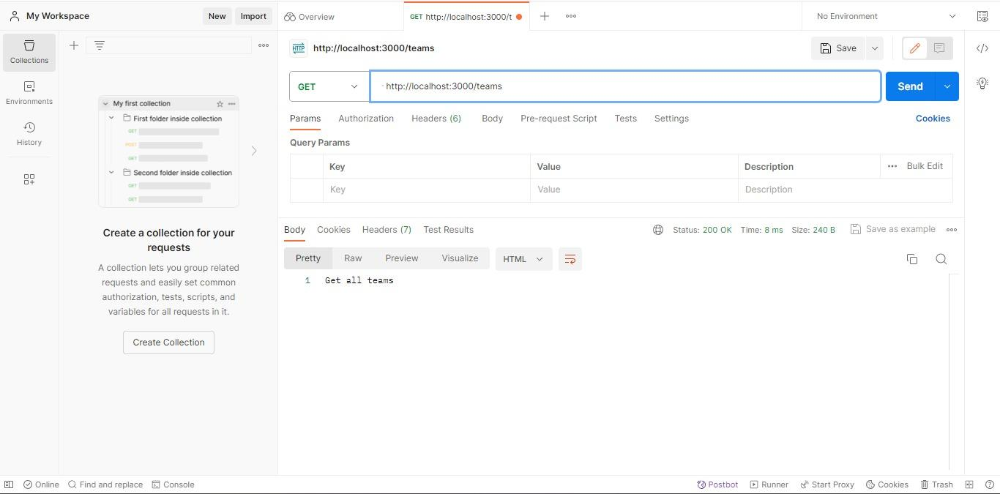 My Workspace
New
Import
Overview
GET http://localhost:3000/t
No Environment
Collections
Environments
History
My first collection
First folder inside collection
GET
POST
GET
Second folder inside collection
GET
GET
Create a collection for your
requests
A collection lets you group related
requests and easily set common
authorization, tests, scripts, and
variables for all requests in it.
Create Collection
HTTP
http://localhost:3000/teams
Save
GET
http://localhost:3000/teams
Send
Params
Authorization
Headers (6)
Body
Pre-request Script
Tests
Settings
Cookies
Query Params
Key
Value
Description
Bulk Edit
Key
Value
Description
Body
Cookies
Headers (7)
Test Results
Status: 200 OK
Time: 8 ms
Size: 240 B
Save as example
Pretty
Raw
Preview
Visualize
HTML
1 Get all teams
Online
Find and replace
Console
Postbot
Runner
Start Proxy
Cookies
Trash